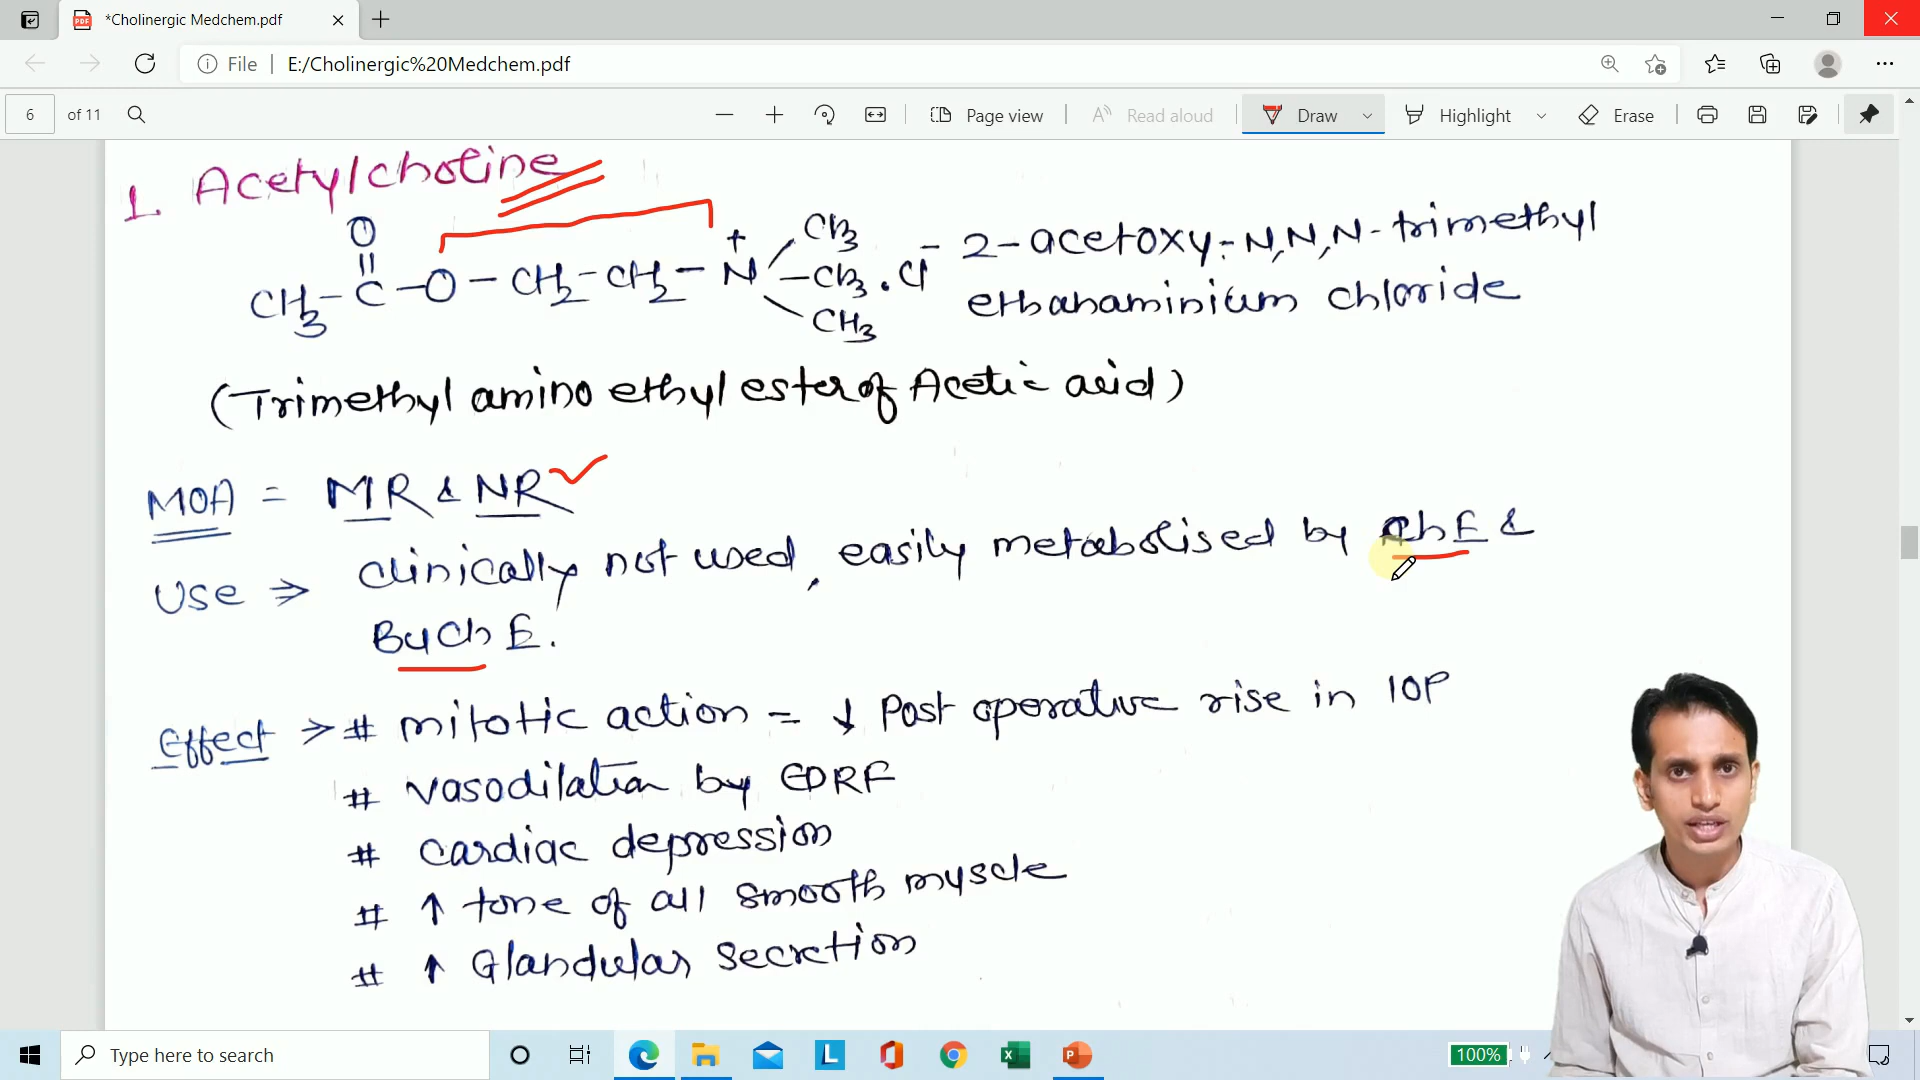 *Cholinergic Medchem.pdf
File | E:/Cholinergic%20Medchem.pdf
6 of 11 Page view Read aloud Draw Highlight Erase
1. Acetylcholine
O
||
CH3-C-O-CH2-CH2-N+ CH3 CH3 CH3 . Cl-
2-acetoxy-N,N,N-trimethyl
ethanaminium chloride
(Trimethyl amino ethyl ester of Acetic acid)
MOA = MR & NR ✓
Use ⇒ clinically not used, easily metabolised by ChE &
BuChE.
Effect ⇒ # mitotic action = ↓ Post operative rise in IOP
# vasodilation by EDRF
# cardiac depression
# ↑ tone of all smooth muscle
# ↑ Glandular secretion
Type here to search
100%